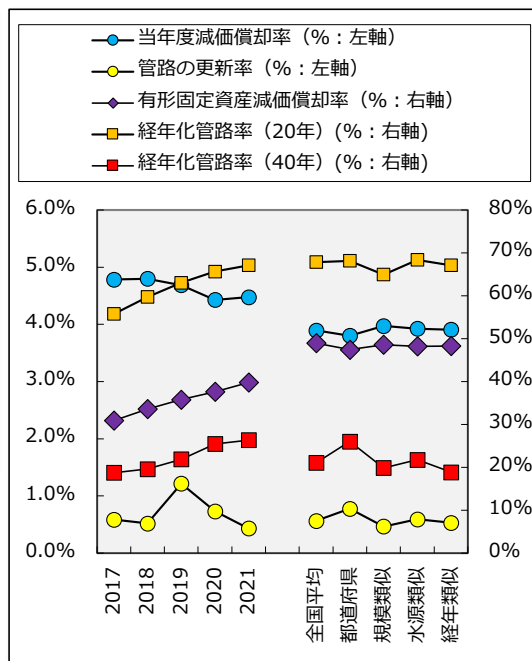 当年度減価償却率（%：左軸）
管路の更新率（%：左軸）
有形固定資産減価償却率（%：右軸）
経年化管路率（20年）(%：右軸)
経年化管路率（40年）(%：右軸)
6.0%
5.0%
4.0%
3.0%
2.0%
1.0%
0.0%
80%
70%
60%
50%
40%
30%
20%
10%
0%
2017
2018
2019
2020
2021
全国平均
都道府県
規模類似
水源類似
経年類似